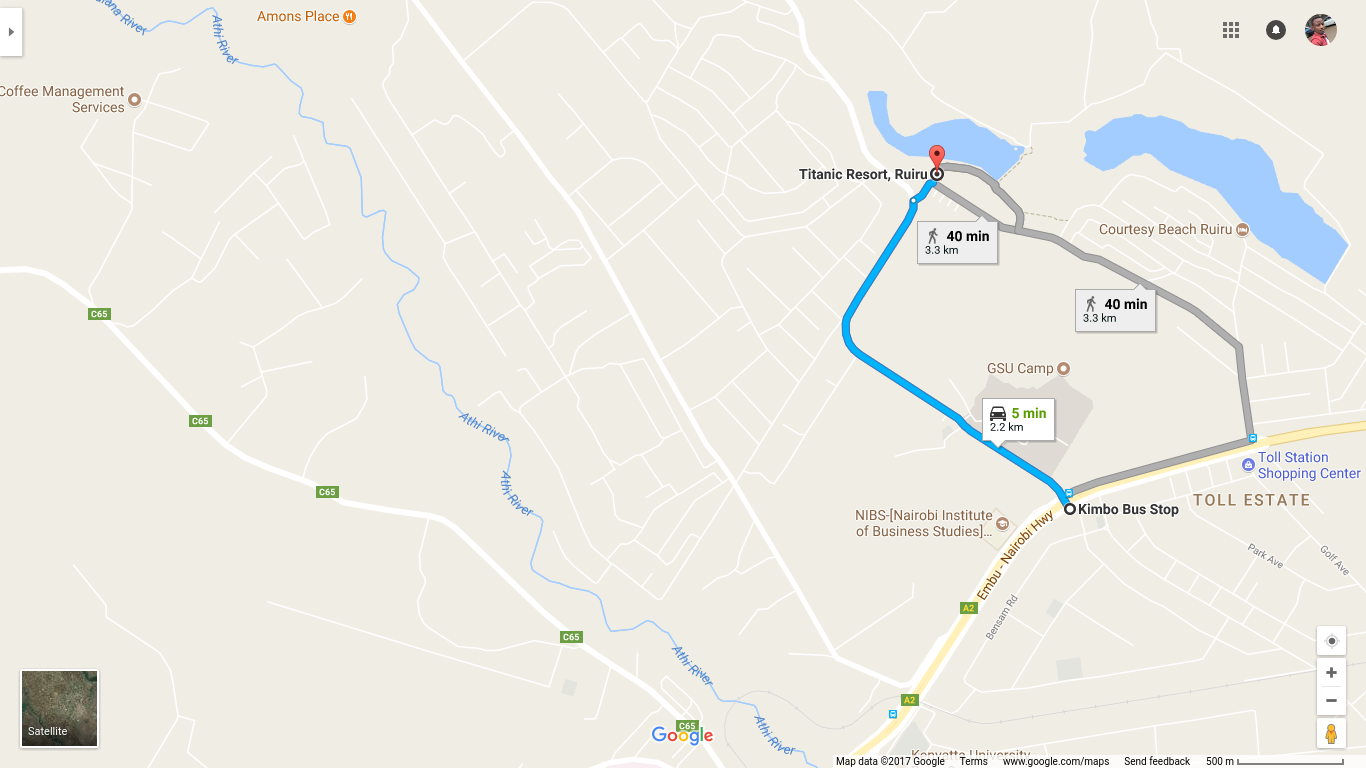 Amons Place
Athi River
Coffee Management
Services
Titanic Resort, Ruiru
40 min
3.3 km
Courtesy Beach Ruiru
40 min
3.3 km
C65
GSU Camp
5 min
2.2 km
C65
Athi River
Toll Station
Shopping Center
Athi River
C65
TOLL ESTATE
Kimbo Bus Stop
NIBS-[Nairobi Institute
of Business Studies]...
Embu - Nairobi Hwy
Park Ave
Golf Ave
A2
Bensam Rd
C65
Athi River
A2
C65
Google
Athi River
Satellite
Map data ©2017 Google Terms www.google.com/maps Send feedback 500 m